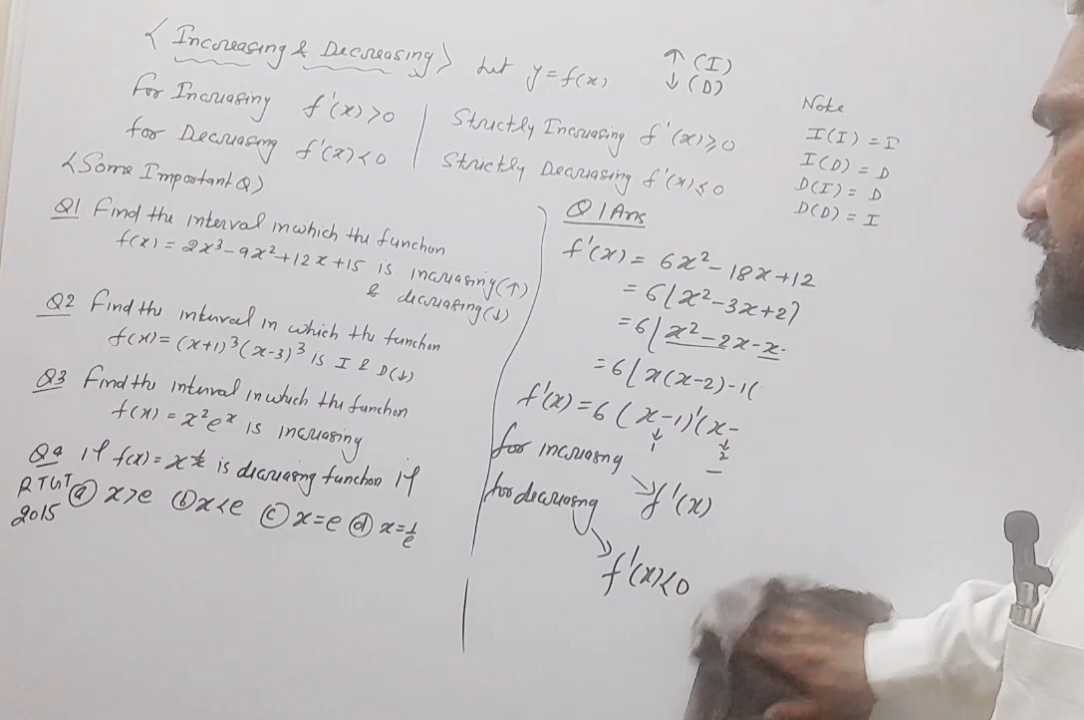 < Increasing & Decreasing > Let y = f(x) ↑ (I)
↓ (D)
for Increasing f'(x) > 0 | Strictly Increasing f'(x) ≥ 0
for Decreasing f'(x) < 0 | Strictly Decreasing f'(x) ≤ 0
Note
I(I) = I
I(D) = D
D(I) = D
D(D) = I
<Some Important Q>
Q1 Find the interval in which the function
f(x) = 2x³ - 9x² + 12x + 15 is increasing(↑)
& decreasing(↓)
Q2 Find the interval in which the function
f(x) = (x+1)³(x-3)³ is I & D(↓)
Q3 Find the interval in which the function
f(x) = x²eˣ is increasing
Q4 If f(x) = x^(1/x) is decreasing function if
RTGT
2015
ⓐ x>e ⓑ x<e ⓒ x=e ⓓ x=1/e
Q1 Ans
f'(x) = 6x² - 18x + 12
= 6(x² - 3x + 2)
= 6(x² - 2x - x
= 6(x(x-2) - 1(
f'(x) = 6(x-1)'(x-
↓ ↓
1 2
for increasing → f'(x)
for decreasing
→ f'(x) < 0